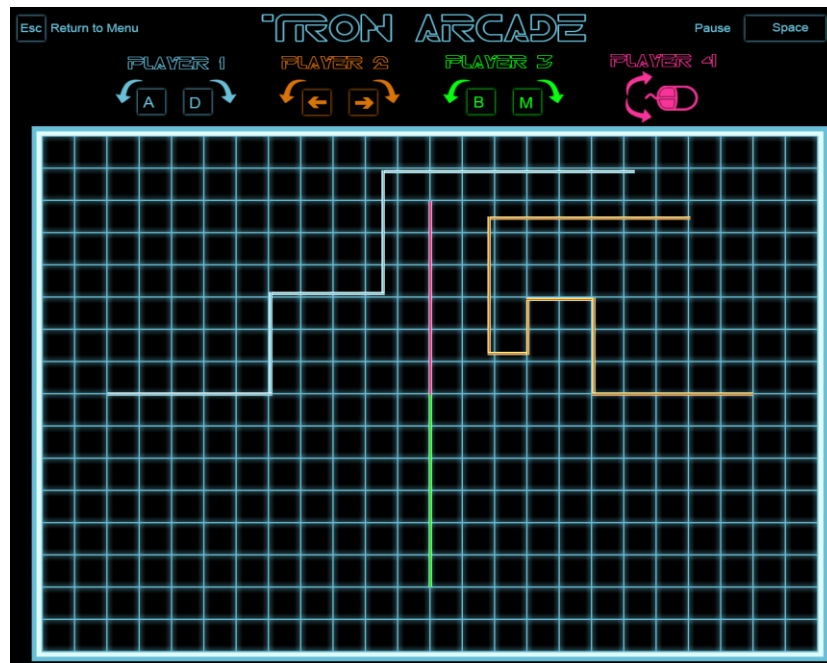 Esc Return to Menu
TRON ARCADE
Pause Space
PLAYER 1
PLAYER 2
PLAYER 3
PLAYER 4
A D
B M